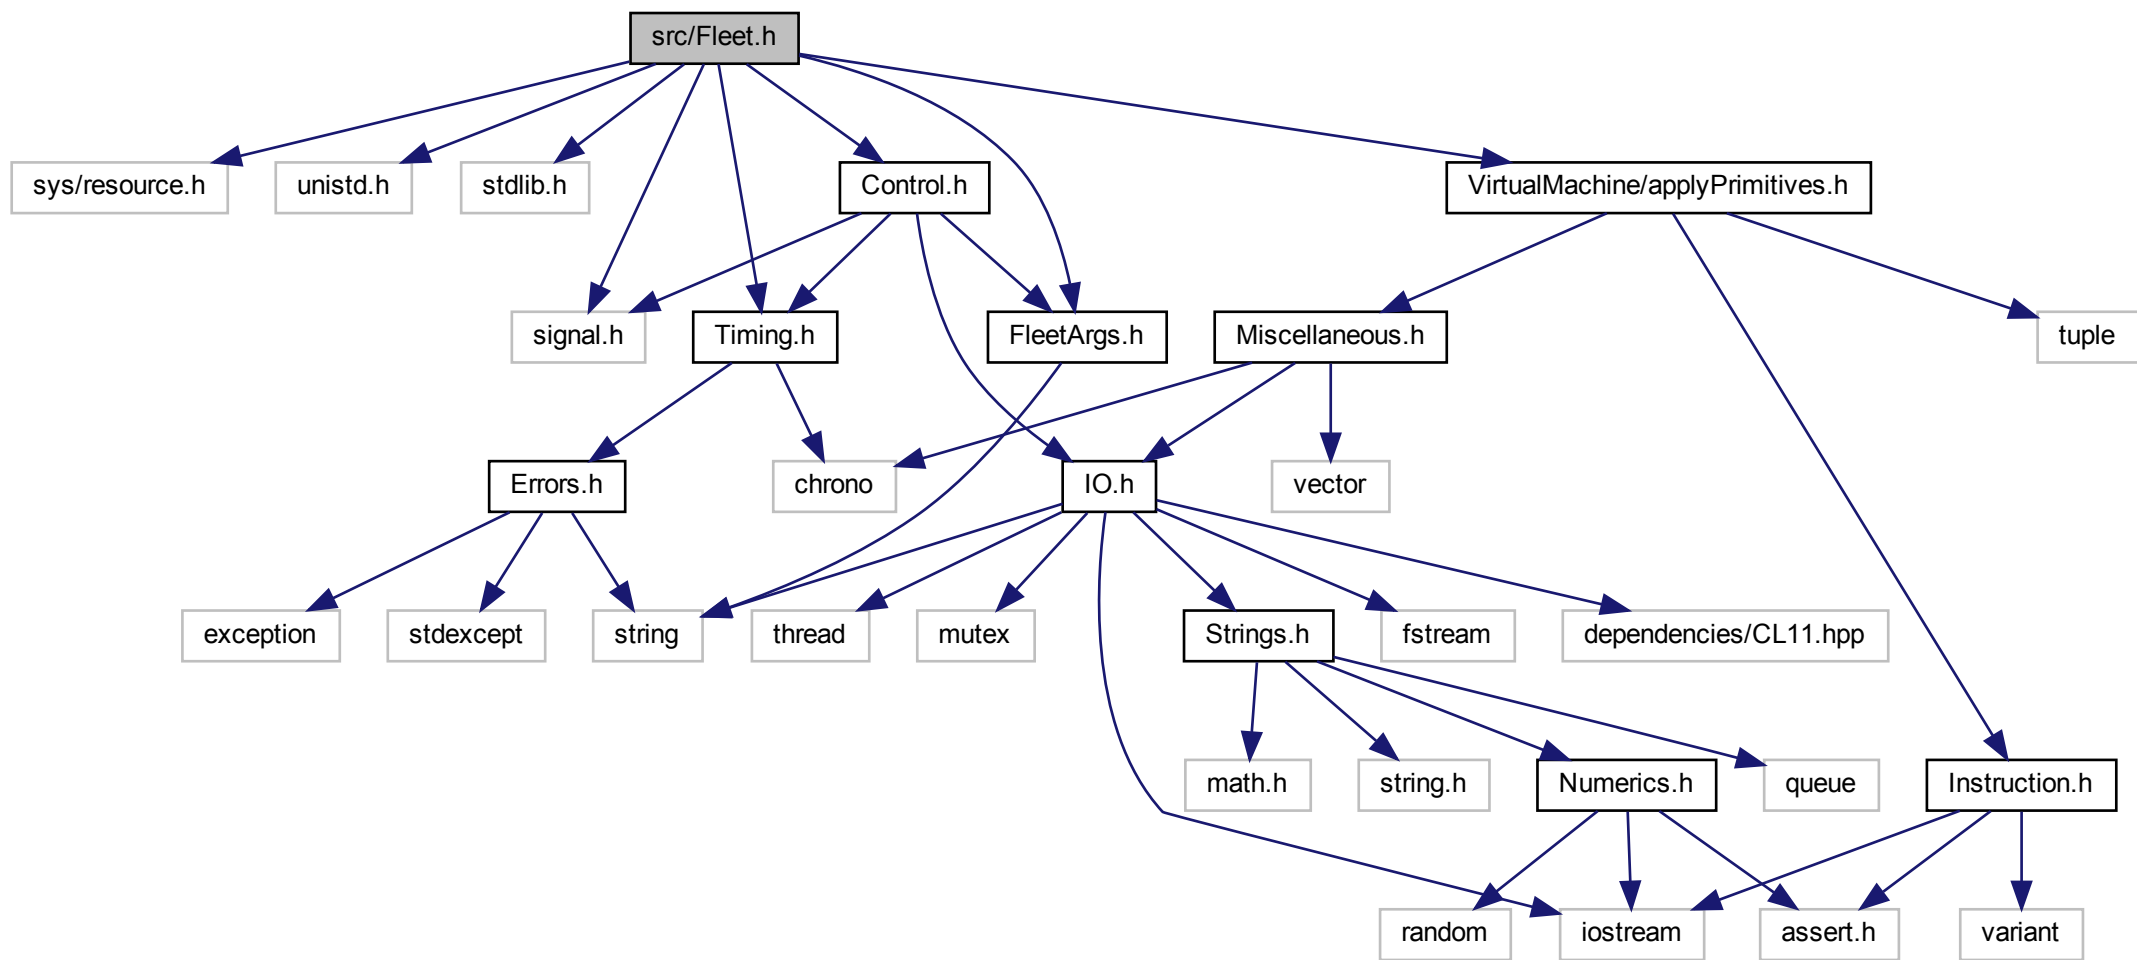 src/Fleet.h
sys/resource.h
unistd.h
stdlib.h
Control.h
VirtualMachine/applyPrimitives.h
signal.h
Timing.h
FleetArgs.h
Miscellaneous.h
tuple
Errors.h
chrono
IO.h
vector
exception
stdexcept
string
thread
mutex
Strings.h
fstream
dependencies/CL11.hpp
math.h
string.h
Numerics.h
queue
Instruction.h
random
iostream
assert.h
variant